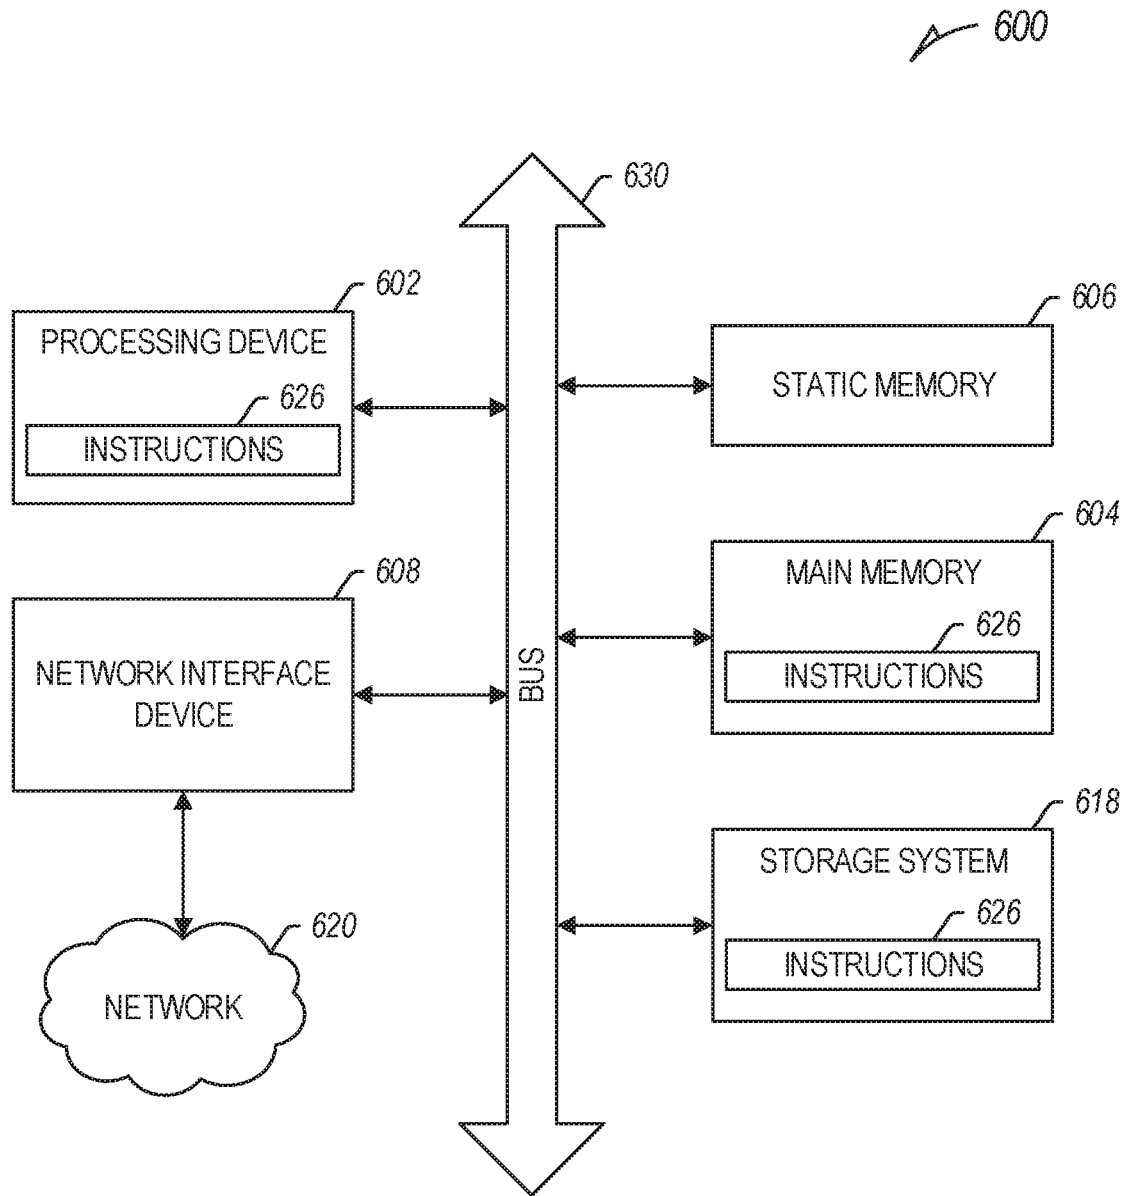 600
630
602
PROCESSING DEVICE
626
INSTRUCTIONS
606
STATIC MEMORY
608
NETWORK INTERFACE
DEVICE
BUS
604
MAIN MEMORY
626
INSTRUCTIONS
618
STORAGE SYSTEM
626
INSTRUCTIONS
620
NETWORK